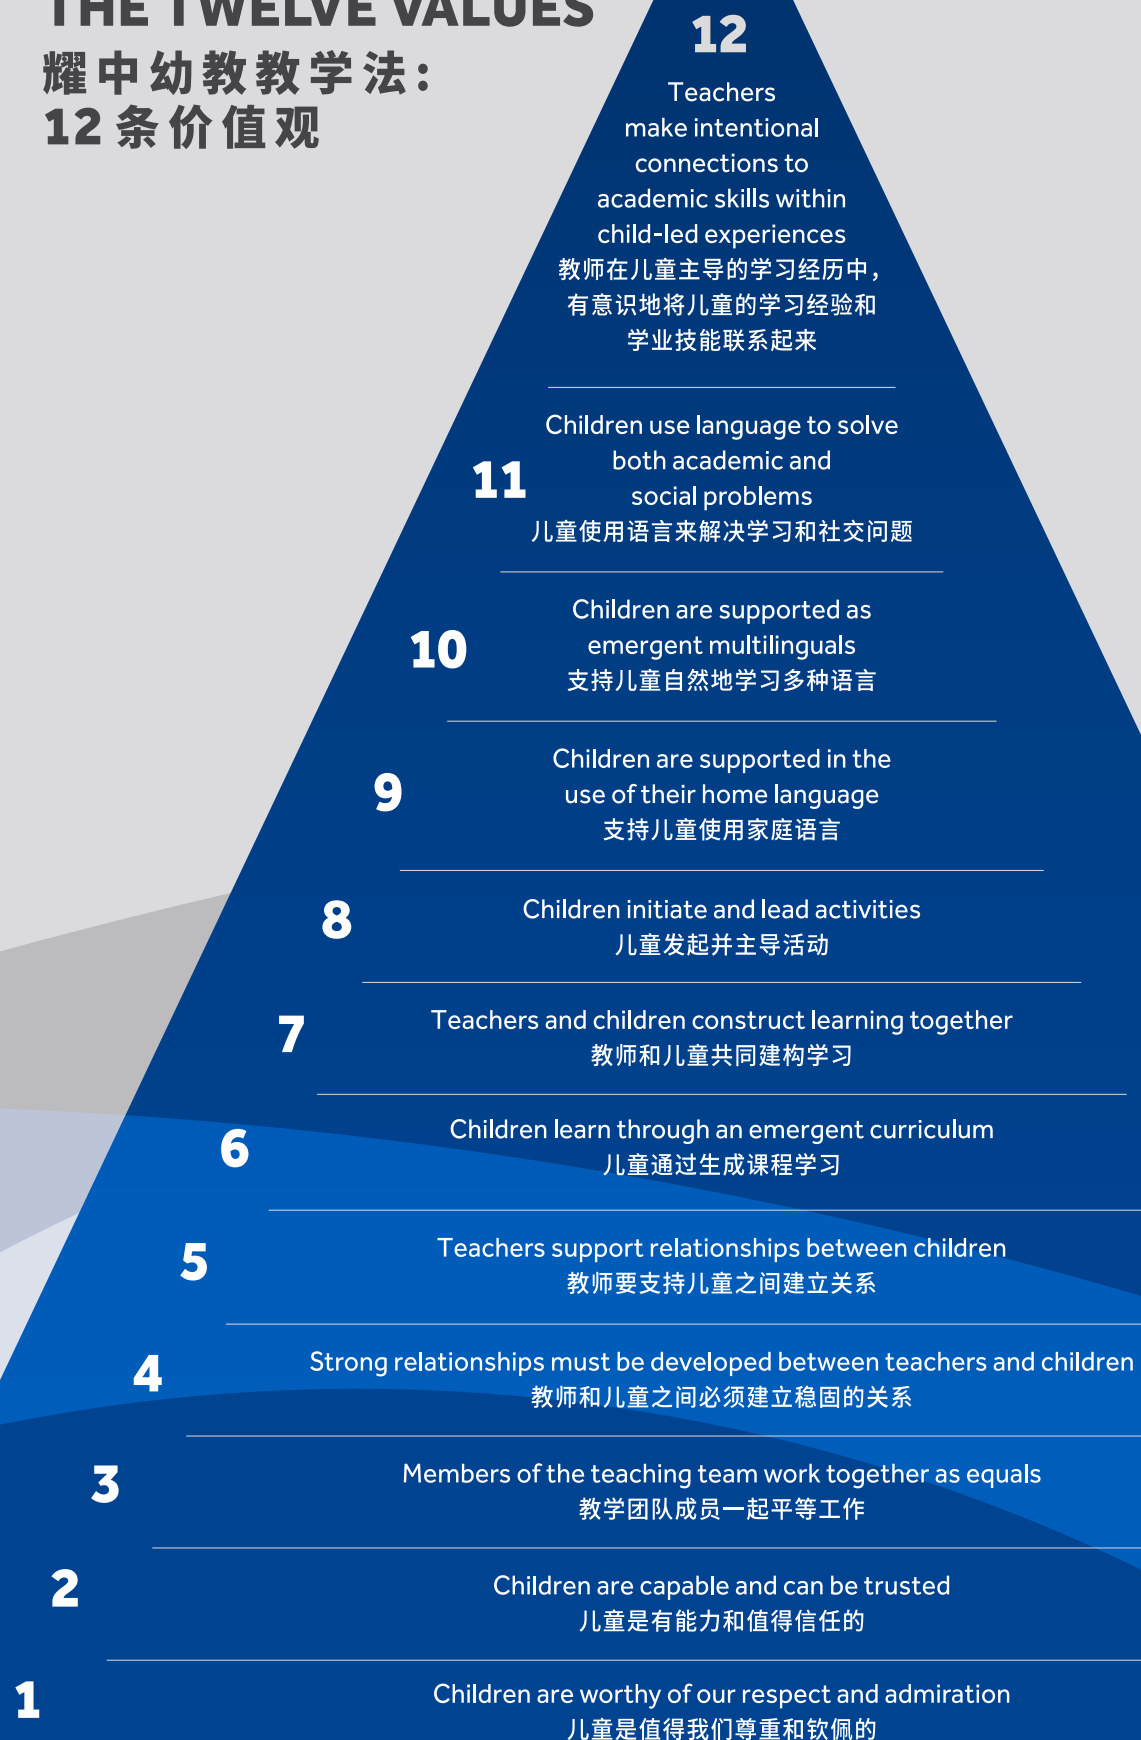 THE TWELVE VALUES
耀中幼教教学法:
12 条价值观
12
Teachers
make intentional
connections to
academic skills within
child-led experiences
教师在儿童主导的学习经历中，
有意识地将儿童的学习经验和
学业技能联系起来
11
Children use language to solve
both academic and
social problems
儿童使用语言来解决学习和社交问题
10
Children are supported as
emergent multilinguals
支持儿童自然地学习多种语言
9
Children are supported in the
use of their home language
支持儿童使用家庭语言
8
Children initiate and lead activities
儿童发起并主导活动
7
Teachers and children construct learning together
教师和儿童共同建构学习
6
Children learn through an emergent curriculum
儿童通过生成课程学习
5
Teachers support relationships between children
教师要支持儿童之间建立关系
4
Strong relationships must be developed between teachers and children
教师和儿童之间必须建立稳固的关系
3
Members of the teaching team work together as equals
教学团队成员一起平等工作
2
Children are capable and can be trusted
儿童是有能力和值得信任的
1
Children are worthy of our respect and admiration
儿童是值得我们尊重和钦佩的